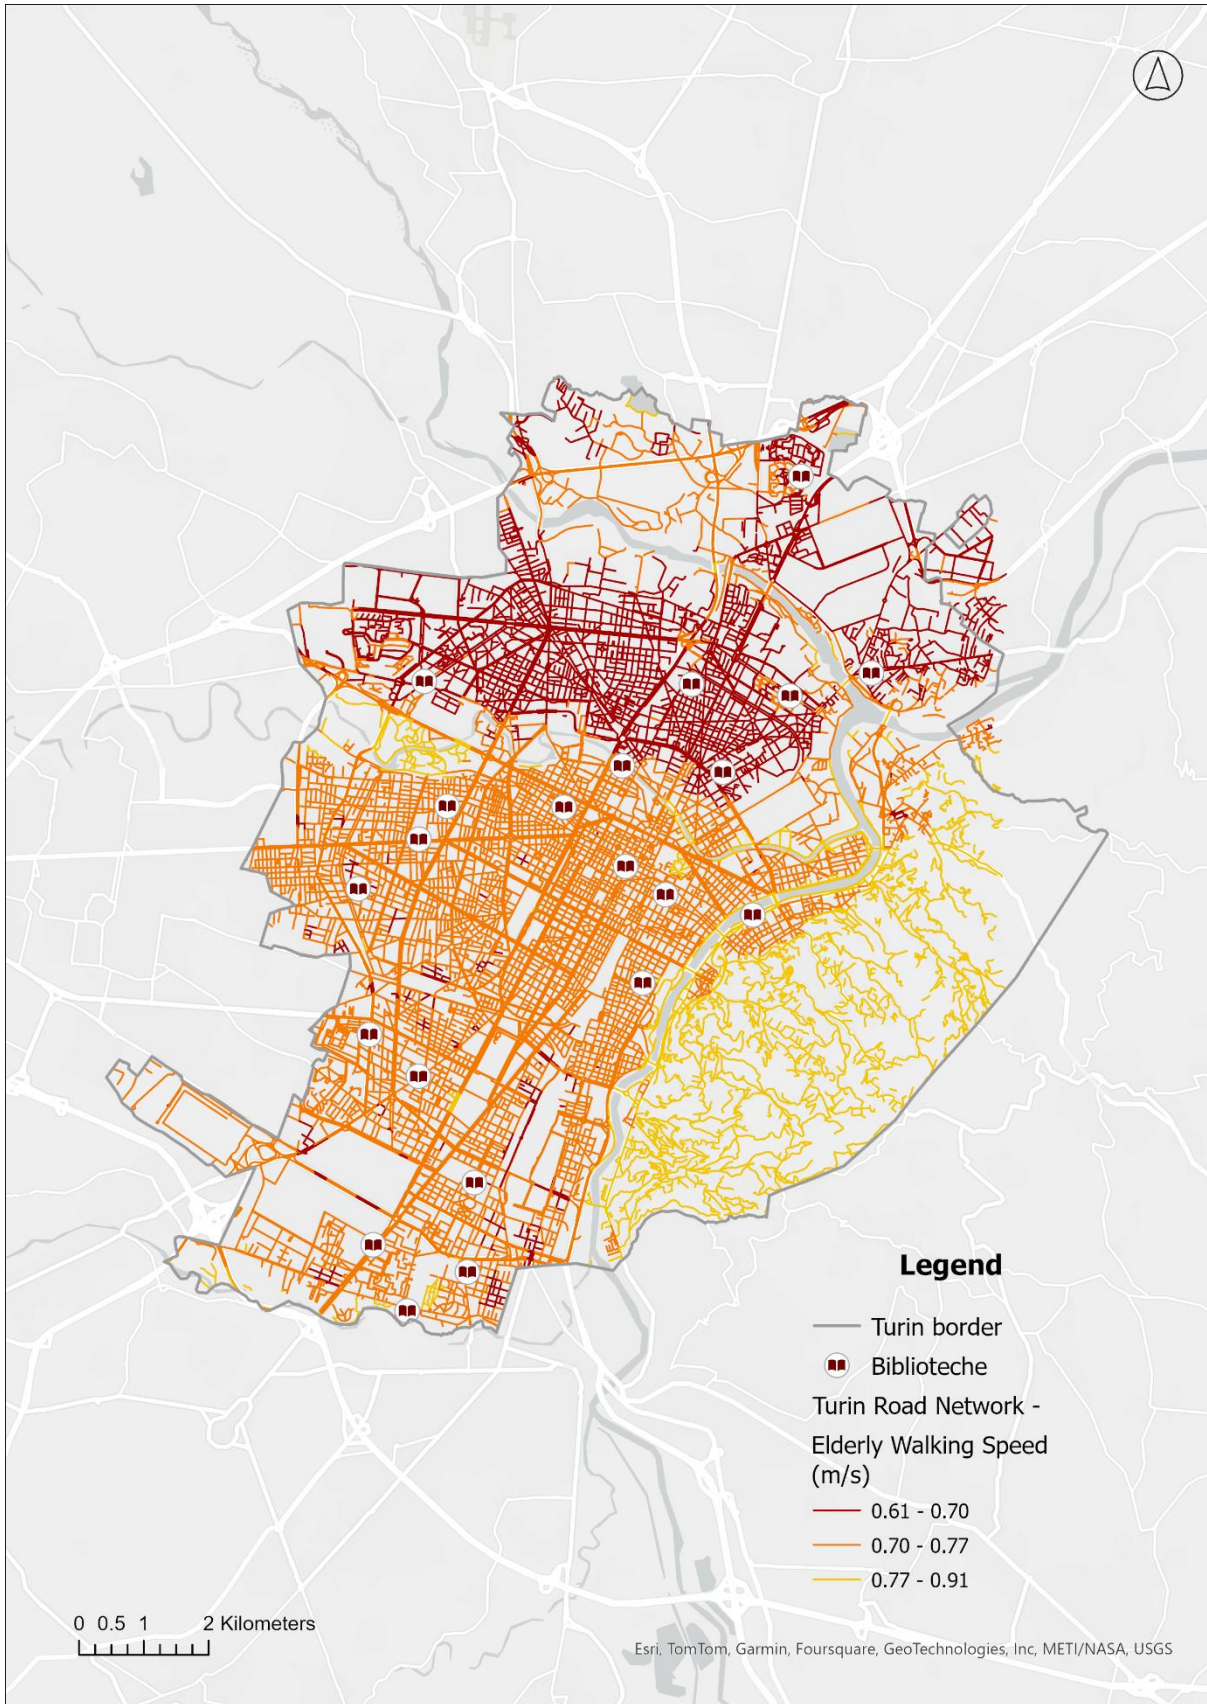 Legend
Turin border
Biblioteche
Turin Road Network -
Elderly Walking Speed
(m/s)
0.61 - 0.70
0.70 - 0.77
0.77 - 0.91
0 0.5 1 2 Kilometers
Esri, TomTom, Garmin, Foursquare, GeoTechnologies, Inc, METI/NASA, USGS